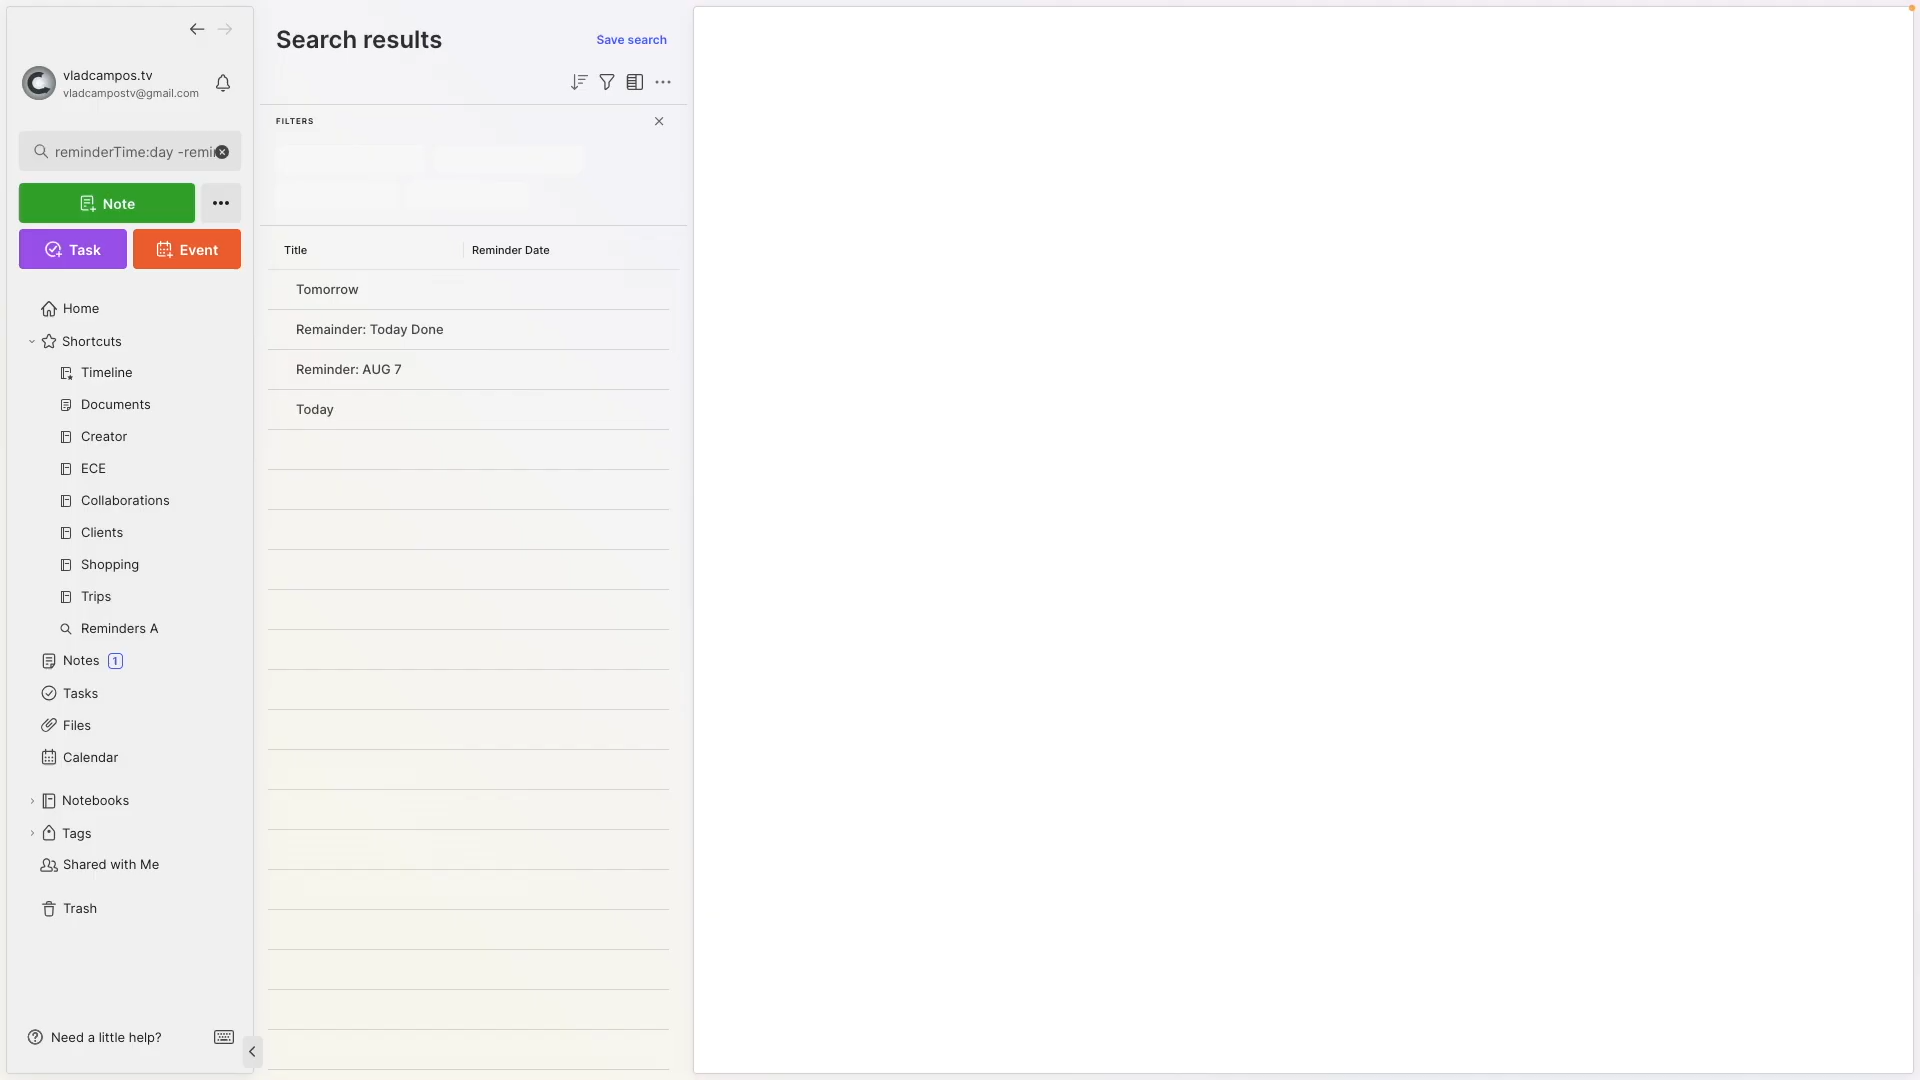 vladcampos.tv
vladcampostv@gmail.com
reminderTime:day -remi
Note
Task
Event
Home
Shortcuts
Timeline
Documents
Creator
ECE
Collaborations
Clients
Shopping
Trips
Reminders A
Notes 1
Tasks
Files
Calendar
Notebooks
Tags
Shared with Me
Trash
Need a little help?
Search results
Save search
FILTERS
Title Reminder Date
Tomorrow
Remainder: Today Done
Reminder: AUG 7
Today